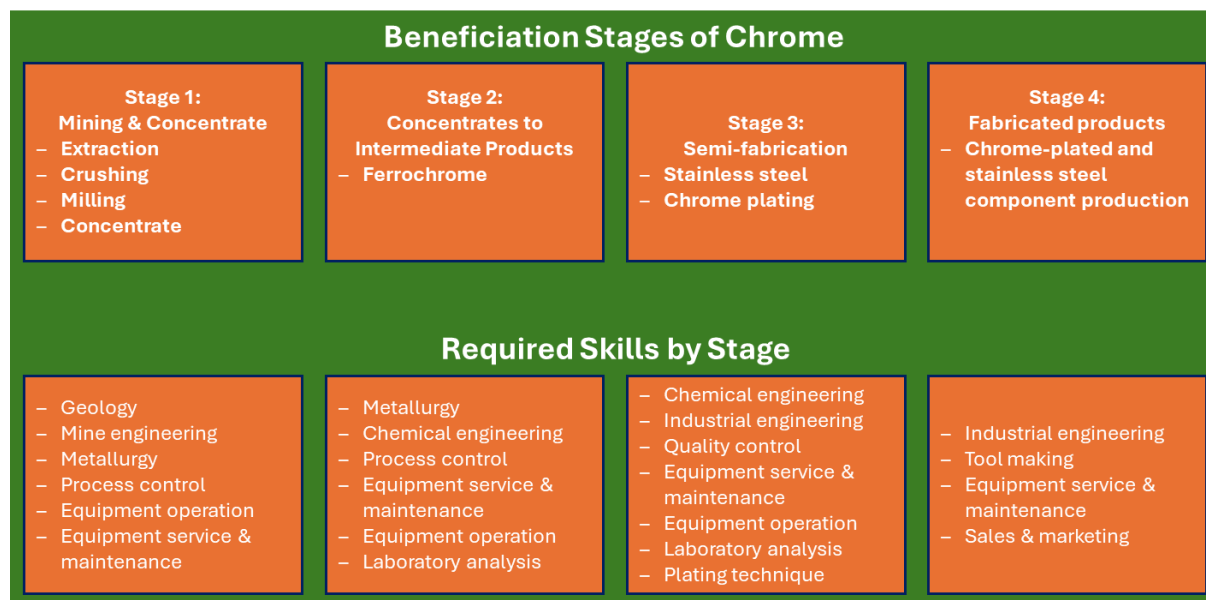 Beneficiation Stages of Chrome
Stage 1:
Mining & Concentrate
– Extraction
– Crushing
– Milling
– Concentrate
Stage 2:
Concentrates to
Intermediate Products
– Ferrochrome
Stage 3:
Semi-fabrication
– Stainless steel
– Chrome plating
Stage 4:
Fabricated products
– Chrome-plated and
stainless steel
component production
Required Skills by Stage
– Geology
– Mine engineering
– Metallurgy
– Process control
– Equipment operation
– Equipment service &
maintenance
– Metallurgy
– Chemical engineering
– Process control
– Equipment service &
maintenance
– Equipment operation
– Laboratory analysis
– Chemical engineering
– Industrial engineering
– Quality control
– Equipment service &
maintenance
– Equipment operation
– Laboratory analysis
– Plating technique
– Industrial engineering
– Tool making
– Equipment service &
maintenance
– Sales & marketing